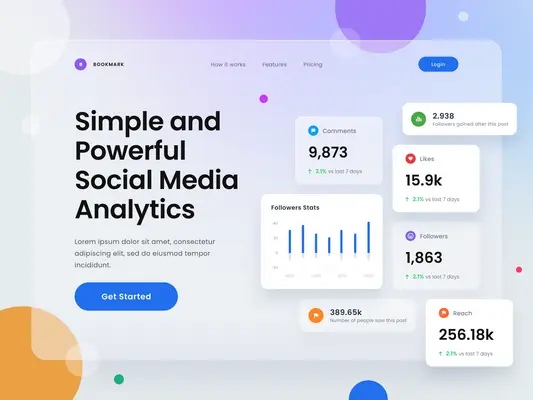 BOOKMARK
How it works
Features
Pricing
Login
Simple and
Powerful
Social Media
Analytics
Lorem ipsum dolor sit amet, consectetur
adipiscing elit, sed do eiusmod tempor
incididunt.
Get Started
2.938
Followers gained after this post
Comments
9,873
↑ 2.1% vs last 7 days
Likes
15.9k
↑ 2.1% vs last 7 days
Followers Stats
Followers
1,863
↑ 2.1% vs last 7 days
389.65k
Number of people saw this post
Reach
256.18k
↑ 2.1% vs last 7 days